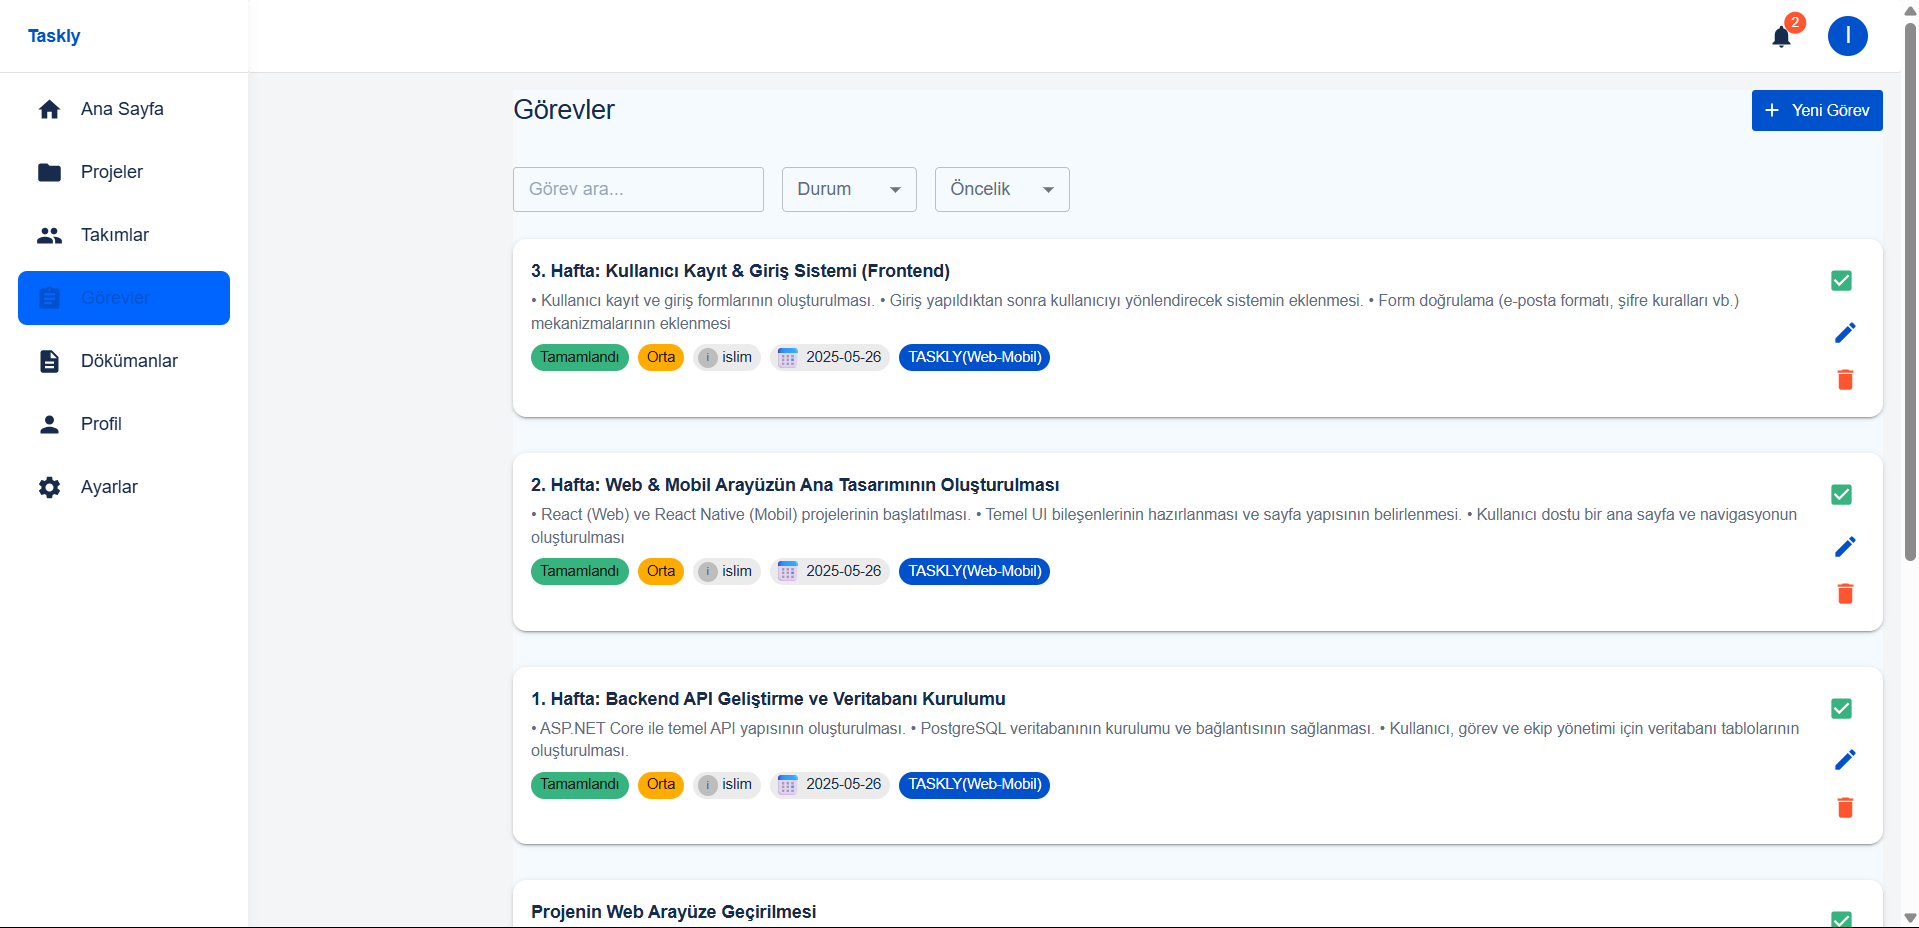 Taskly
2
I
Ana Sayfa
Projeler
Takımlar
Görevler
Dökümanlar
Profil
Ayarlar
Görevler
+ Yeni Görev
Görev ara...
Durum
Öncelik
3. Hafta: Kullanıcı Kayıt & Giriş Sistemi (Frontend)
• Kullanıcı kayıt ve giriş formlarının oluşturulması. • Giriş yapıldıktan sonra kullanıcıyı yönlendirecek sistemin eklenmesi. • Form doğrulama (e-posta formatı, şifre kuralları vb.)
mekanizmalarının eklenmesi
Tamamlandı Orta i islim 2025-05-26 TASKLY(Web-Mobil)
2. Hafta: Web & Mobil Arayüzün Ana Tasarımının Oluşturulması
• React (Web) ve React Native (Mobil) projelerinin başlatılması. • Temel UI bileşenlerinin hazırlanması ve sayfa yapısının belirlenmesi. • Kullanıcı dostu bir ana sayfa ve navigasyonun
oluşturulması
Tamamlandı Orta i islim 2025-05-26 TASKLY(Web-Mobil)
1. Hafta: Backend API Geliştirme ve Veritabanı Kurulumu
• ASP.NET Core ile temel API yapısının oluşturulması. • PostgreSQL veritabanının kurulumu ve bağlantısının sağlanması. • Kullanıcı, görev ve ekip yönetimi için veritabanı tablolarının
oluşturulması.
Tamamlandı Orta i islim 2025-05-26 TASKLY(Web-Mobil)
Projenin Web Arayüze Geçirilmesi